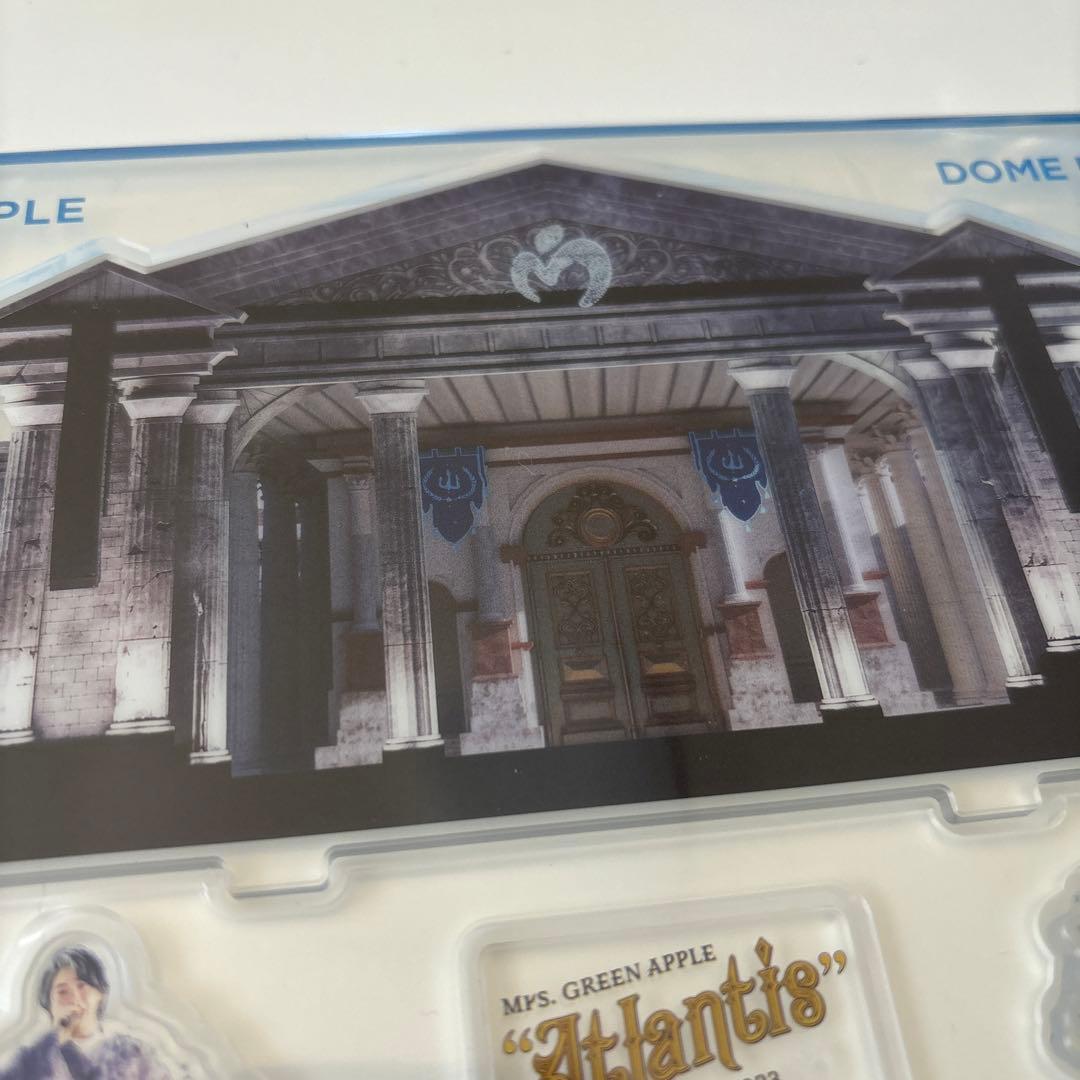 PLE
DOME
MrS. GREEN APPLE
“Atlantis”